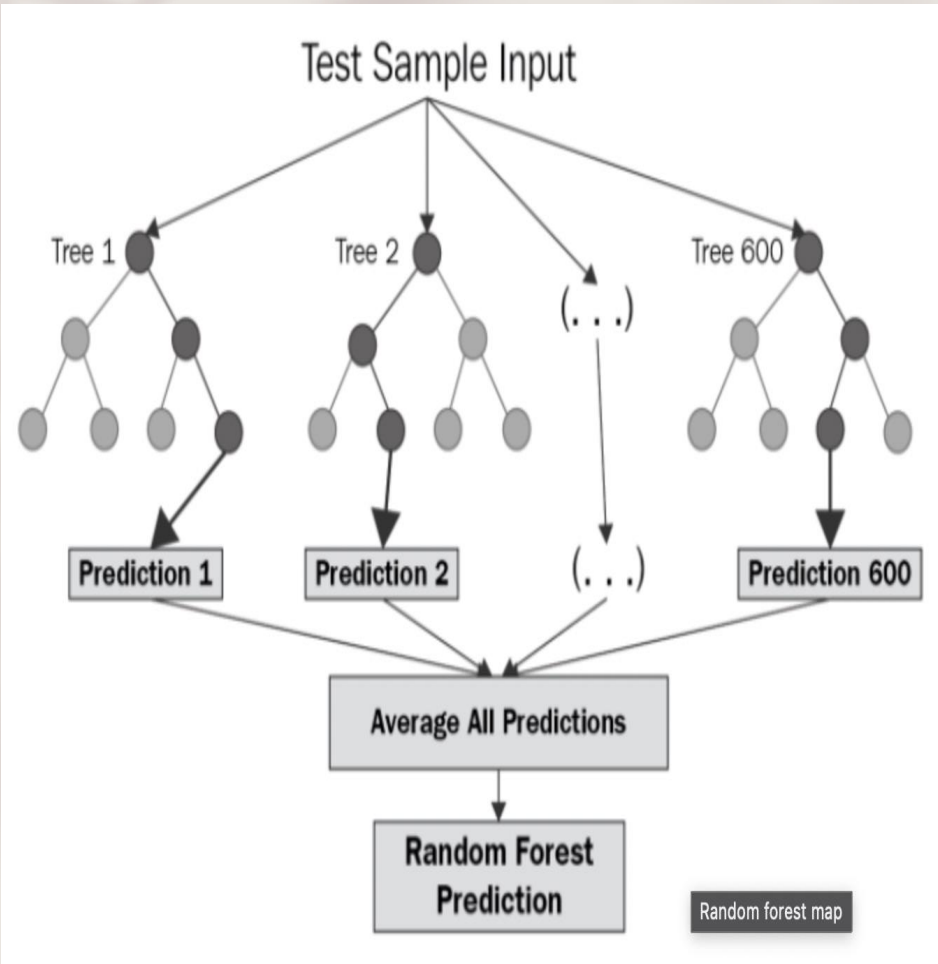 Test Sample Input
Tree 1
Tree 2
Tree 600
(. . .)
Prediction 1
Prediction 2
(. . .)
Prediction 600
Average All Predictions
Random Forest
Prediction
Random forest map